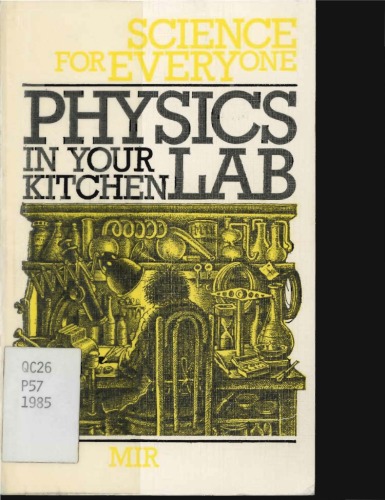 SCIENCE
FOR EVERYONE
PHYSICS
IN YOUR
KITCHEN LAB
QC26
P57
1985
MIR